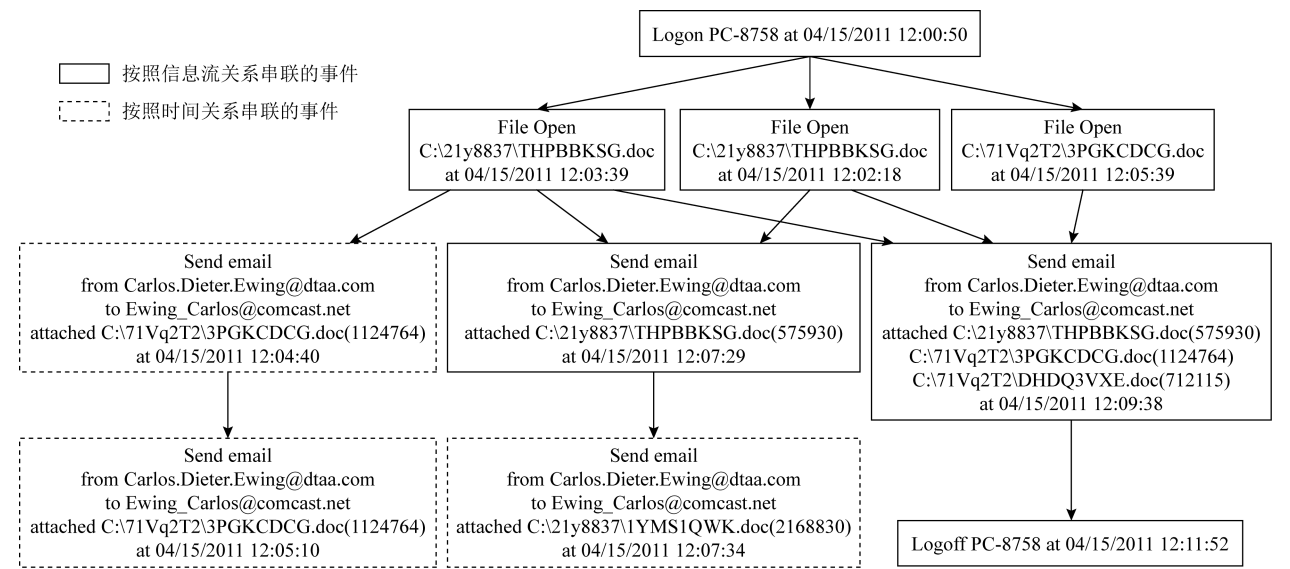 Logon PC-8758 at 04/15/2011 12:00:50
按照信息流关系串联的事件
按照时间关系串联的事件
File Open
C:\21y8837\THPBBKSG.doc
at 04/15/2011 12:03:39
File Open
C:\21y8837\THPBBKSG.doc
at 04/15/2011 12:02:18
File Open
C:\71Vq2T2\3PGKCDCG.doc
at 04/15/2011 12:05:39
Send email
from Carlos.Dieter.Ewing@dtaa.com
to Ewing_Carlos@comcast.net
attached C:\71Vq2T2\3PGKCDCG.doc(1124764)
at 04/15/2011 12:04:40
Send email
from Carlos.Dieter.Ewing@dtaa.com
to Ewing_Carlos@comcast.net
attached C:\21y8837\THPBBKSG.doc(575930)
at 04/15/2011 12:07:29
Send email
from Carlos.Dieter.Ewing@dtaa.com
to Ewing_Carlos@comcast.net
attached C:\21y8837\THPBBKSG.doc(575930)
C:\71Vq2T2\3PGKCDCG.doc(1124764)
C:\71Vq2T2\DHDQ3VXE.doc(712115)
at 04/15/2011 12:09:38
Send email
from Carlos.Dieter.Ewing@dtaa.com
to Ewing_Carlos@comcast.net
attached C:\71Vq2T2\3PGKCDCG.doc(1124764)
at 04/15/2011 12:05:10
Send email
from Carlos.Dieter.Ewing@dtaa.com
to Ewing_Carlos@comcast.net
attached C:\21y8837\1YMS1QWK.doc(2168830)
at 04/15/2011 12:07:34
Logoff PC-8758 at 04/15/2011 12:11:52